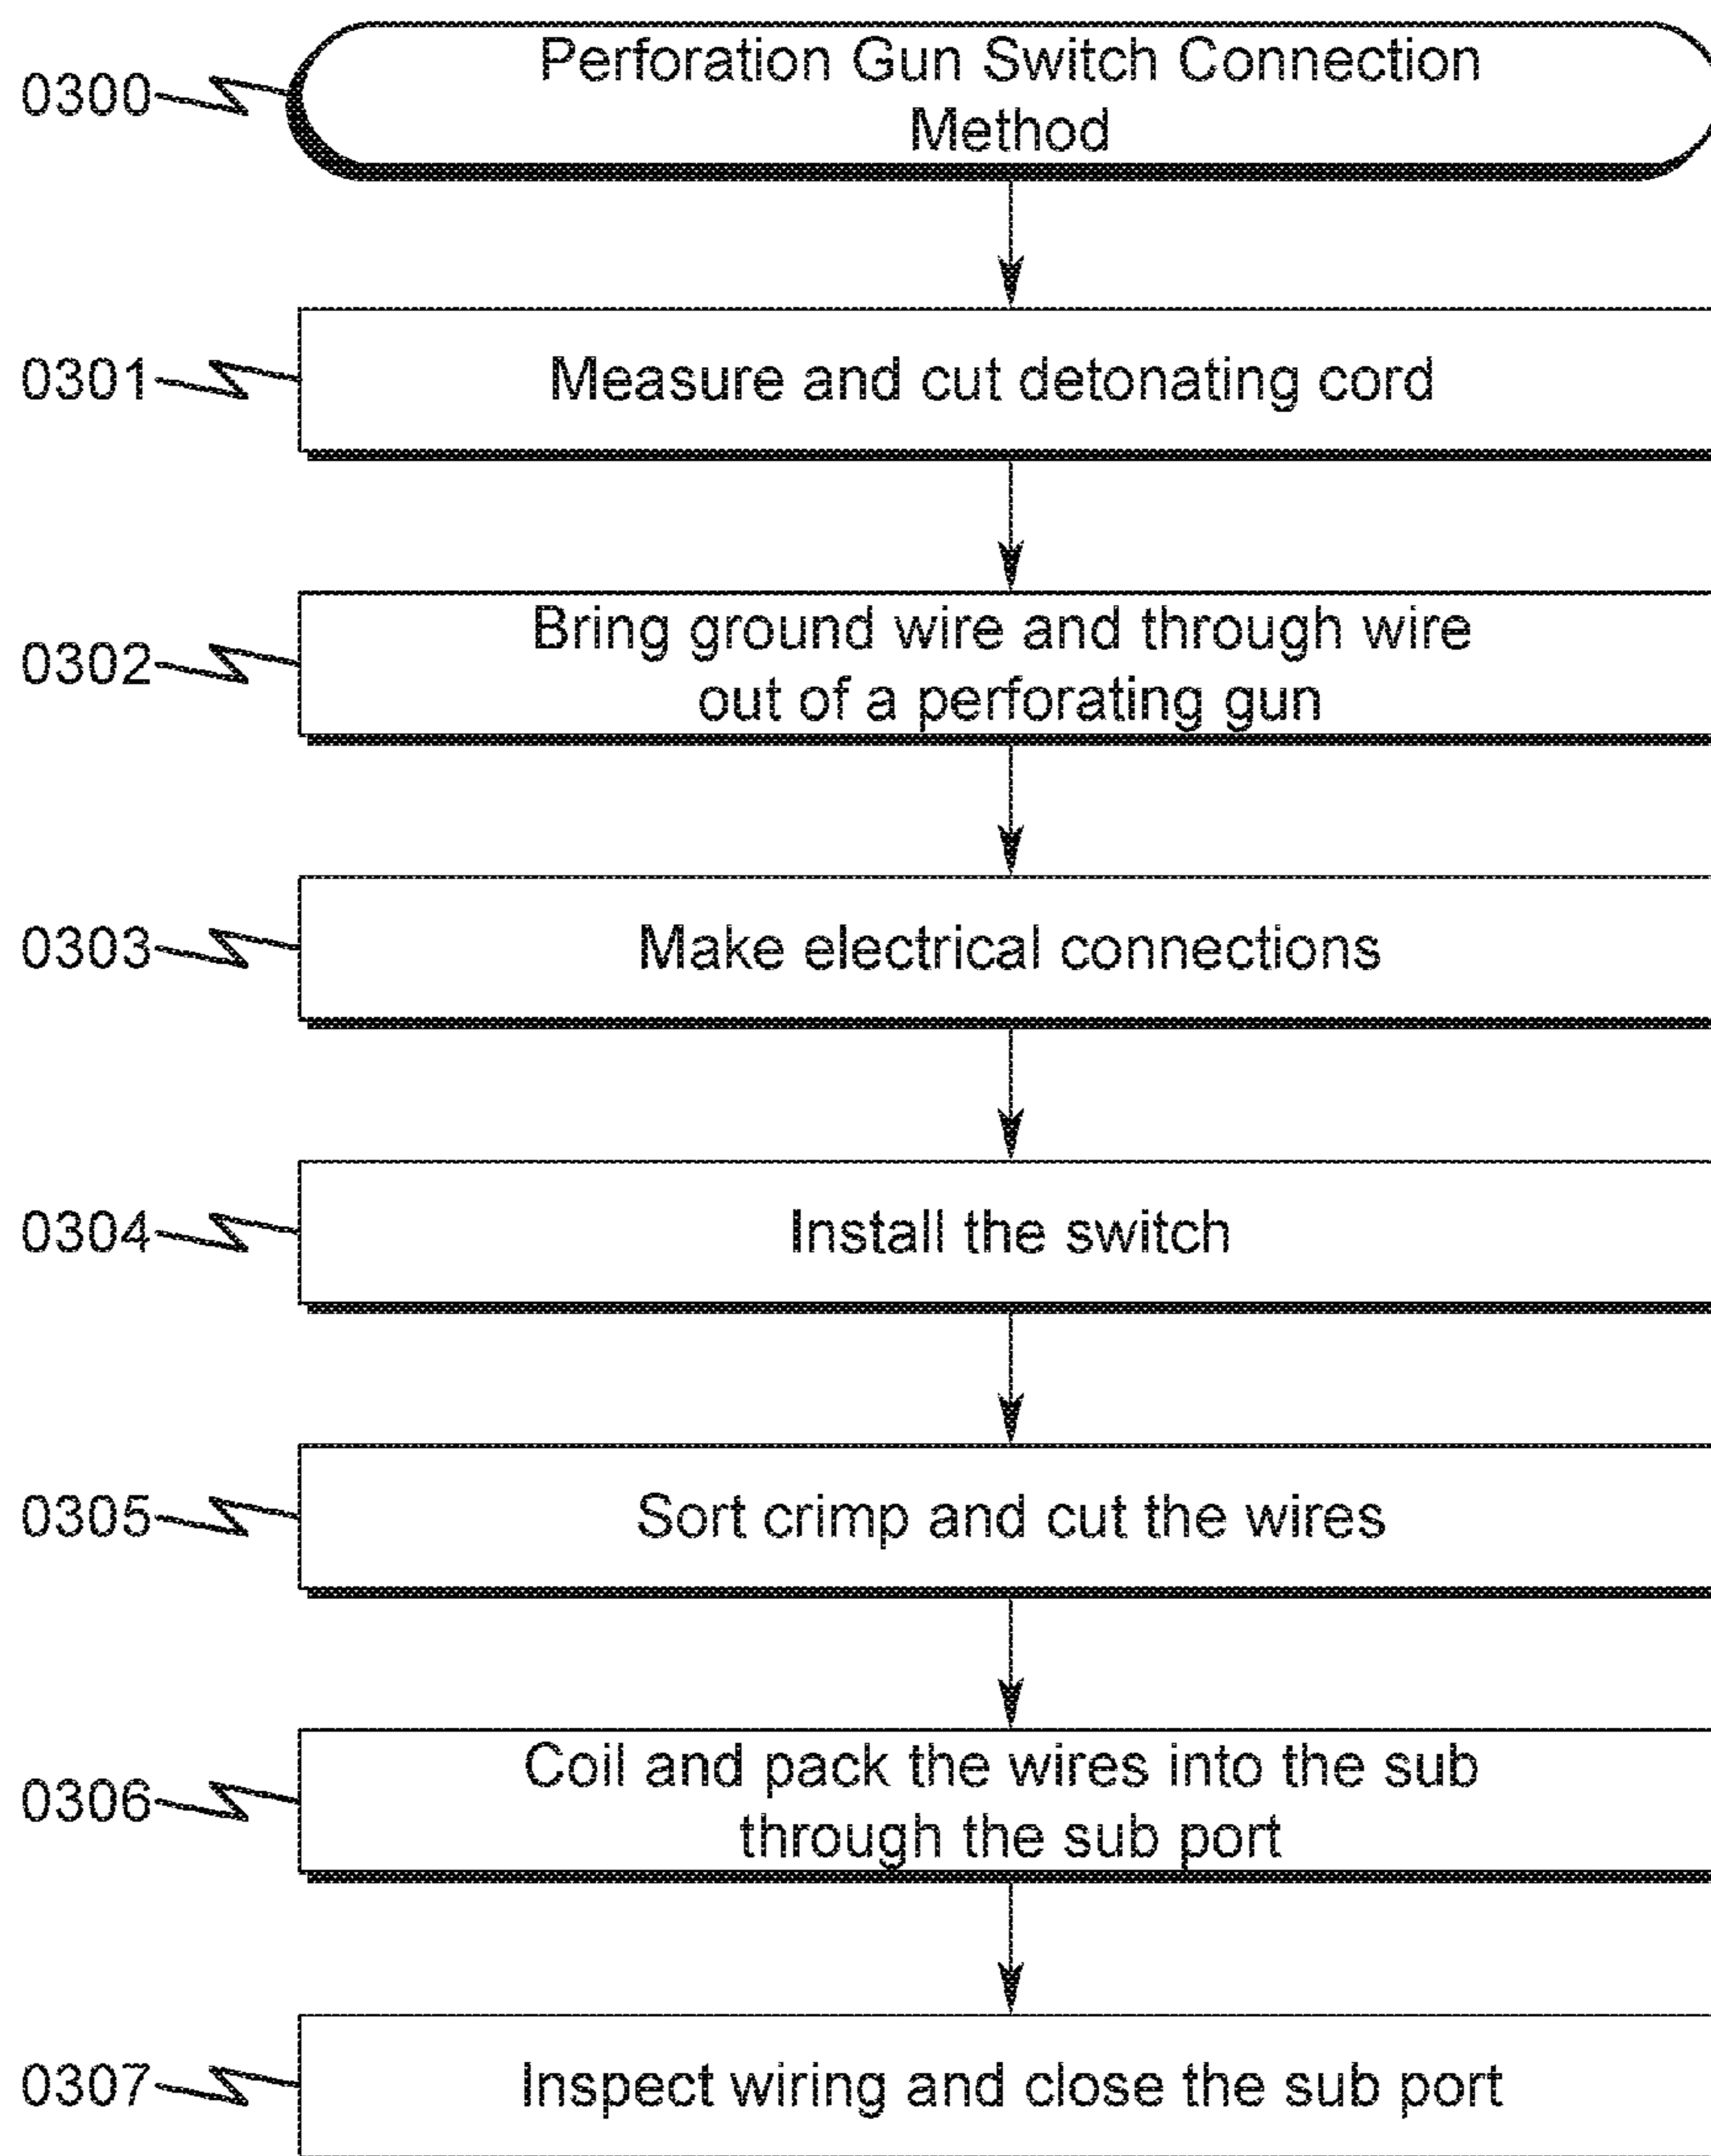 0300
Perforation Gun Switch Connection
Method
0301
Measure and cut detonating cord
0302
Bring ground wire and through wire
out of a perforating gun
0303
Make electrical connections
0304
Install the switch
0305
Sort crimp and cut the wires
0306
Coil and pack the wires into the sub
through the sub port
0307
Inspect wiring and close the sub port